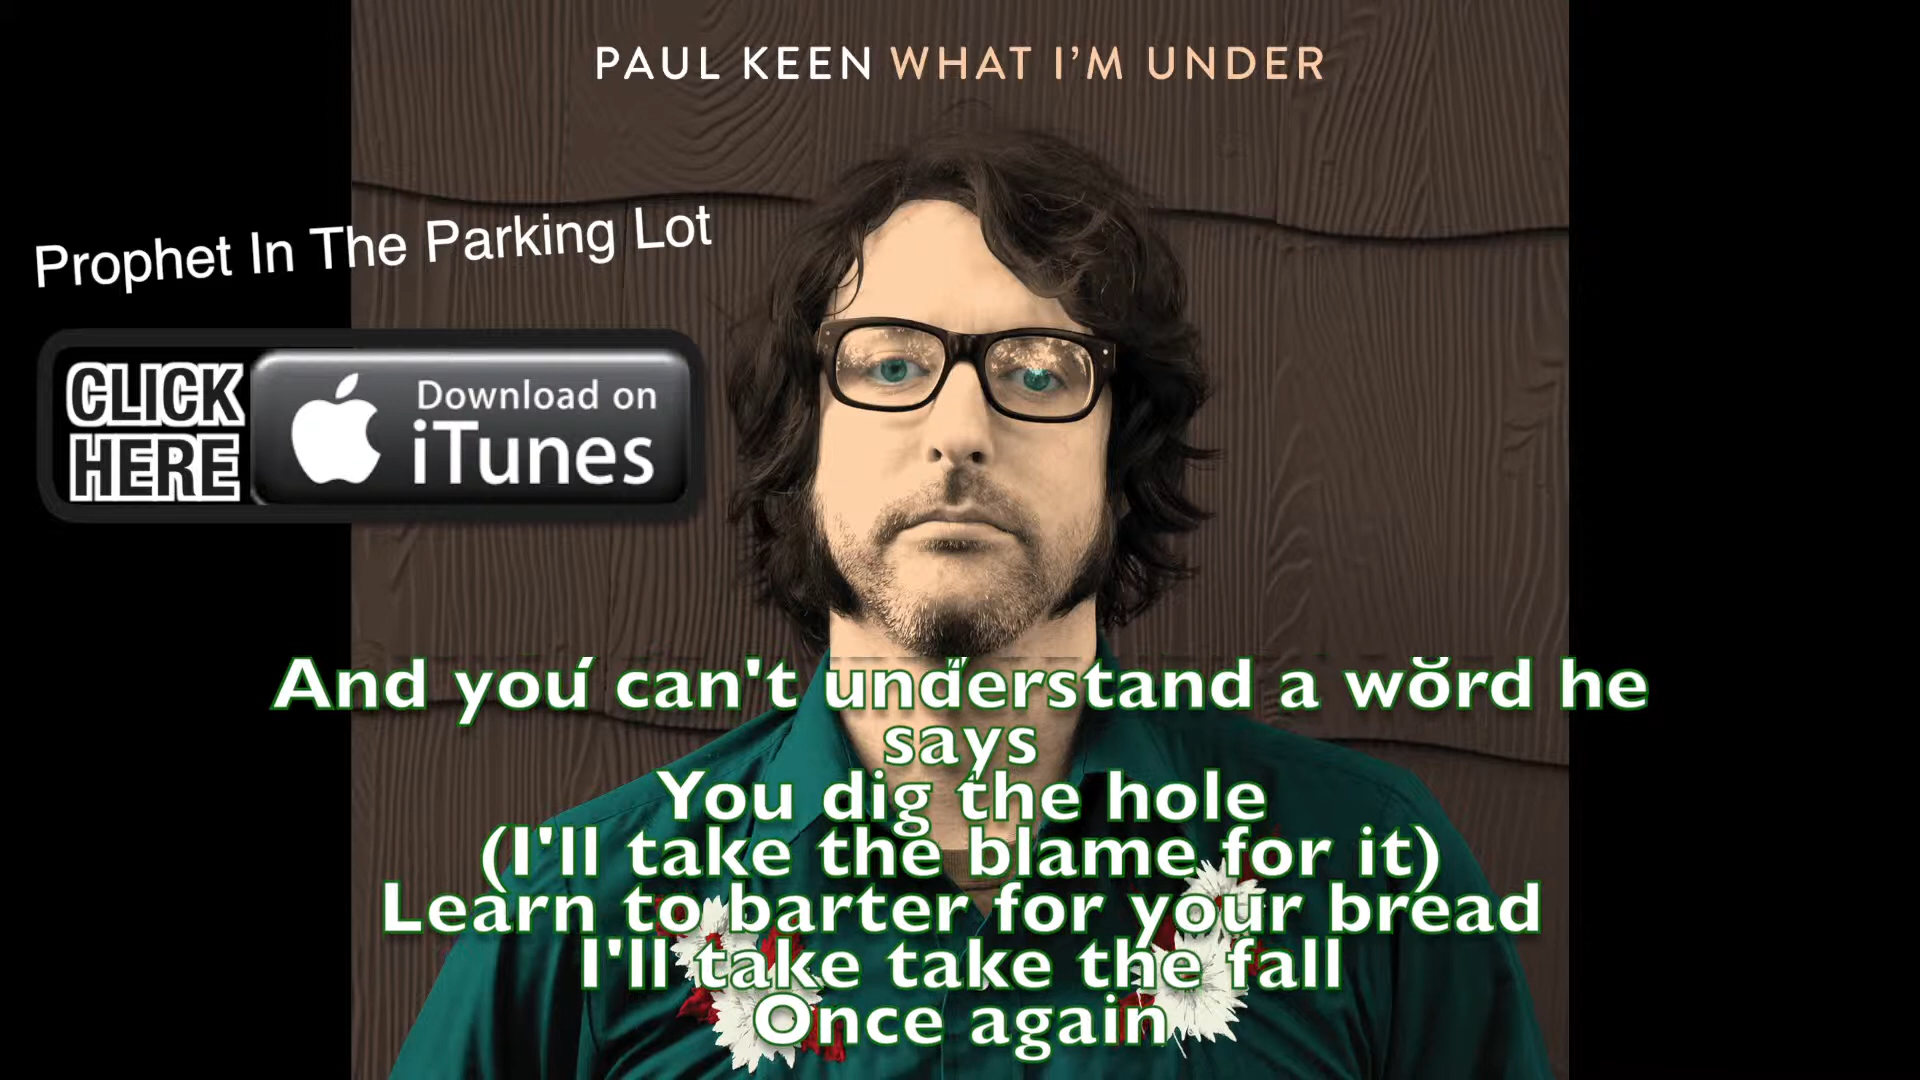 PAUL KEEN WHAT I'M UNDER
Prophet In The Parking Lot
CLICK
HERE
Download on
iTunes
And you can't understand a word he
says
You dig the hole
(I'll take the blame for it)
Learn to barter for your bread
I'll take take the fall
Once again